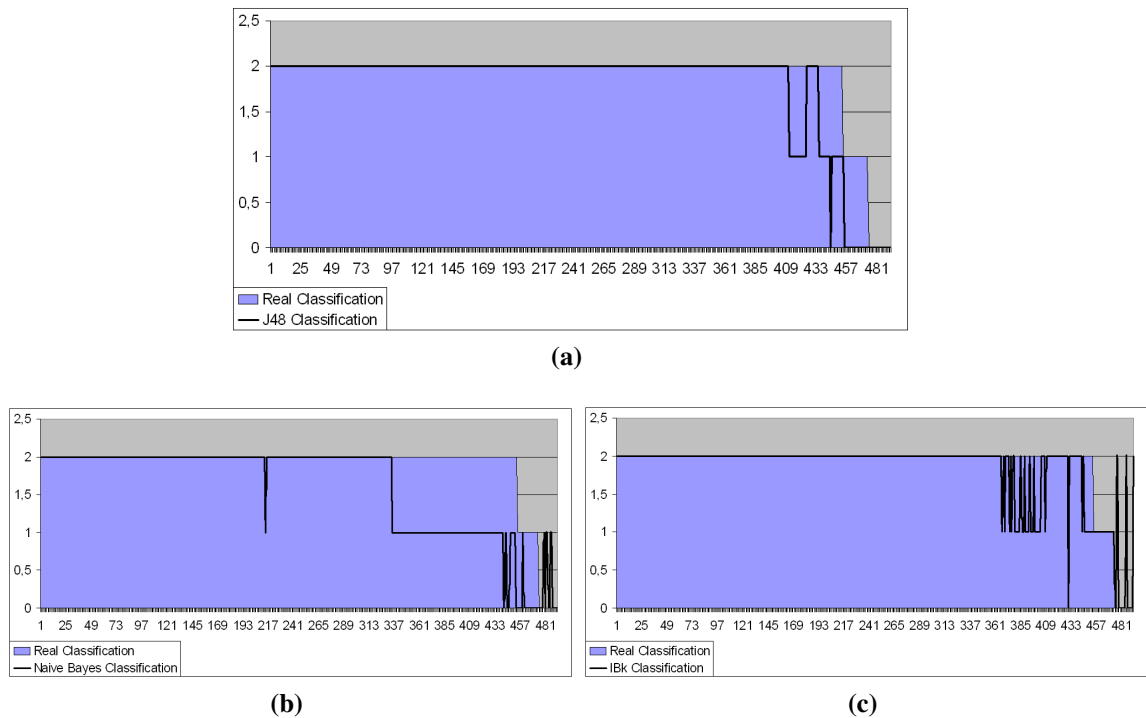 2,5
2
1,5
1
0,5
0
1 25 49 73 97 121 145 169 193 217 241 265 289 313 337 361 385 409 433 457 481
Real Classification
J48 Classification
(a)
2,5
2
1,5
1
0,5
0
1 25 49 73 97 121 145 169 193 217 241 265 289 313 337 361 385 409 433 457 481
Real Classification
Naive Bayes Classification
(b)
2,5
2
1,5
1
0,5
0
1 25 49 73 97 121 145 169 193 217 241 265 289 313 337 361 385 409 433 457 481
Real Classification
IBk Classification
(c)